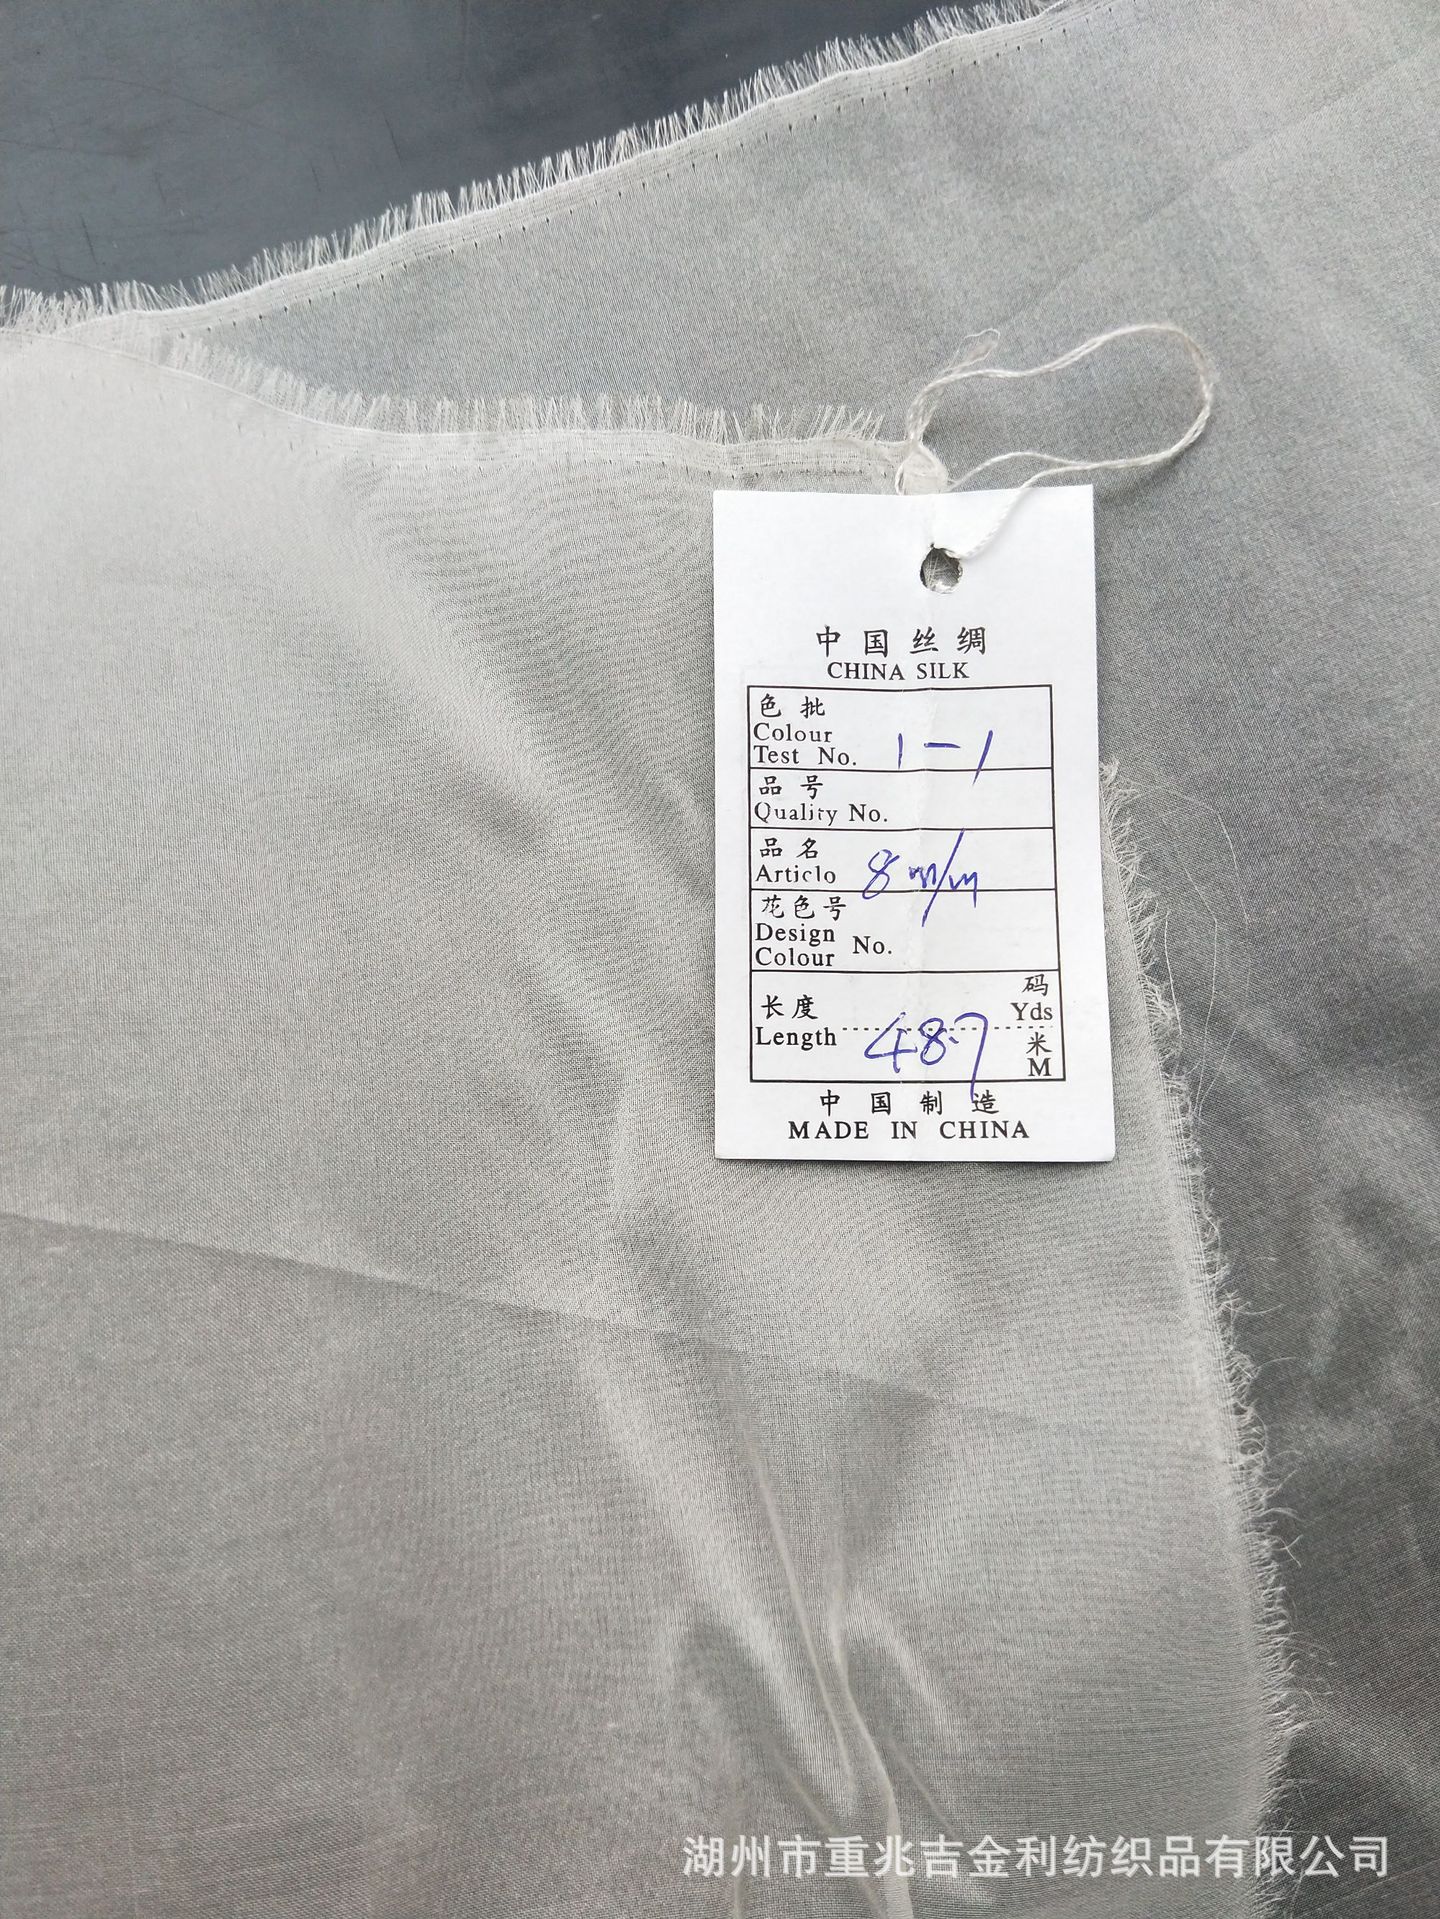 中国丝绸
CHINA SILK
色批
Colour
Test No. 1-1
品号
Quality No.
品名
Articlo 8 m/m
花色号
Design
Colour No.
码
Yds
长度
Length 48.7
米
M
中国制造
MADE IN CHINA
湖州市重兆吉金利纺织品有限公司